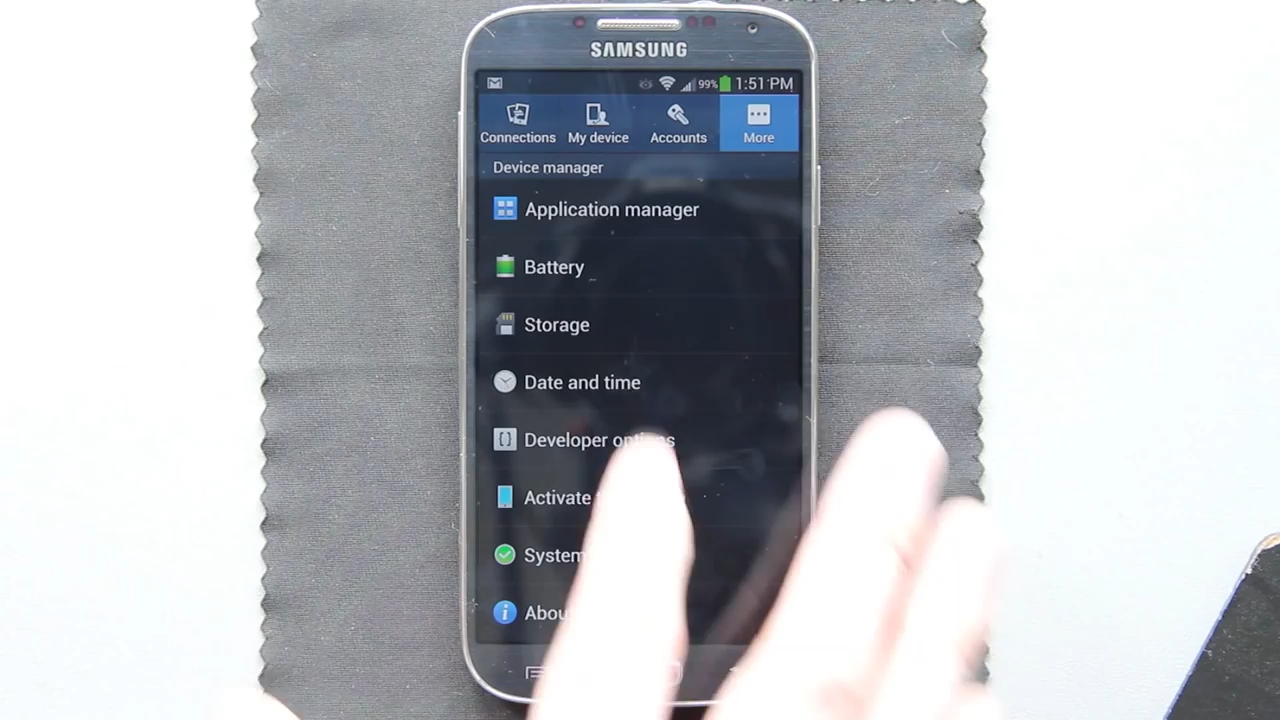 SAMSUNG
99% 1:51 PM
Connections My device Accounts More
Device manager
Application manager
Battery
Storage
Date and time
Developer options
Activate
System